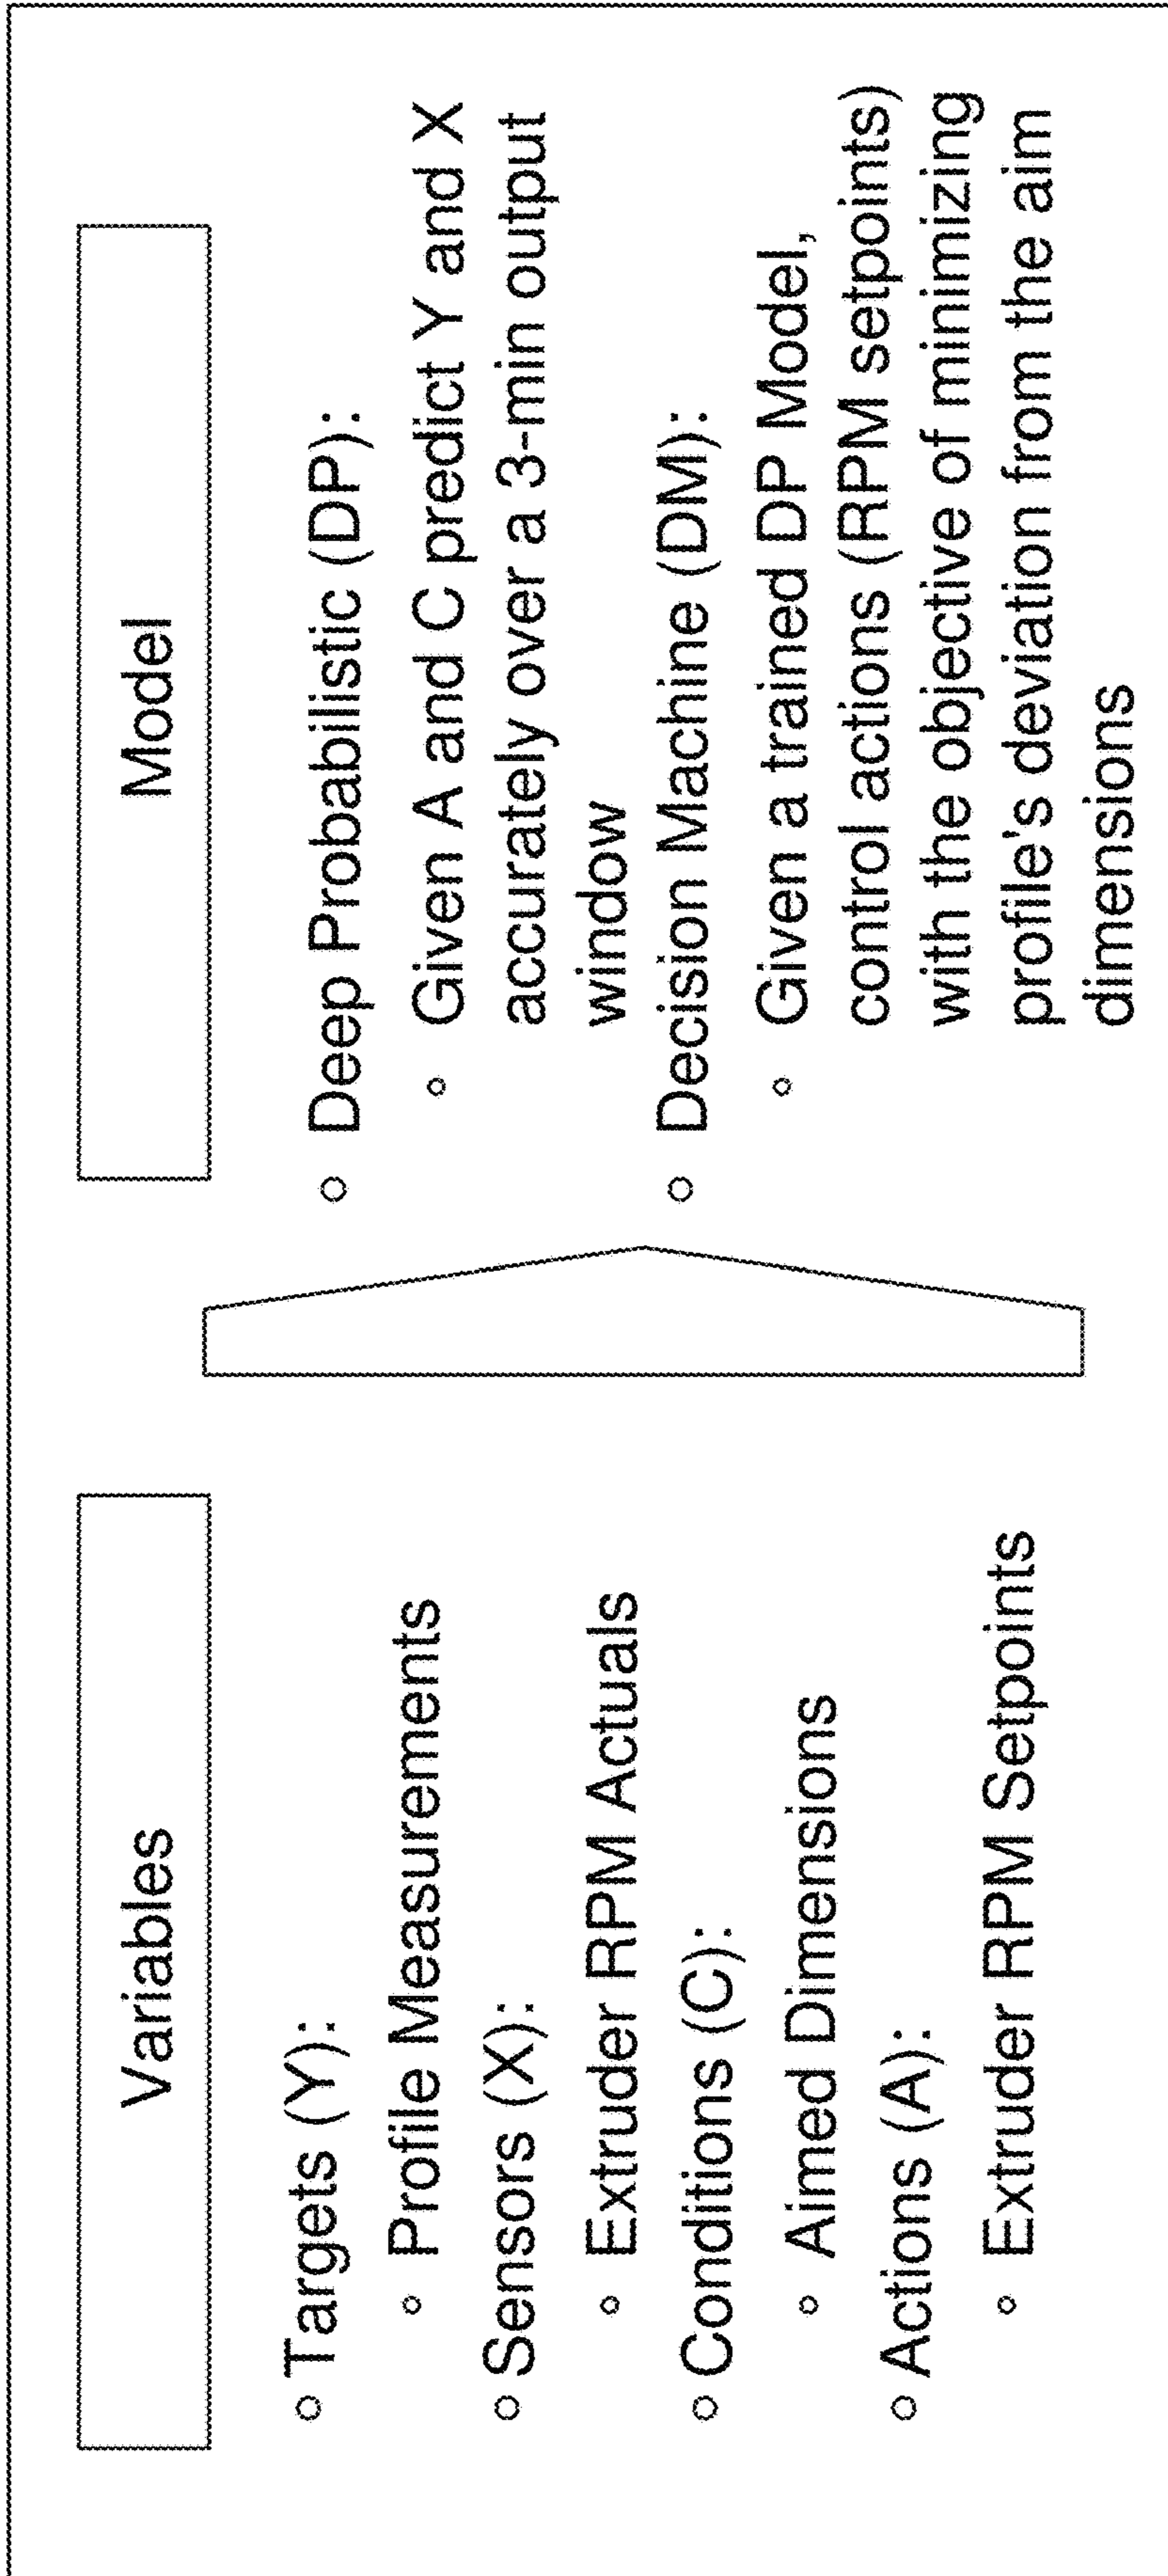 Variables
Targets (Y):
Profile Measurements
Sensors (X):
Extruder RPM Actuals
Conditions (C):
Aimed Dimensions
Actions (A):
Extruder RPM Setpoints
Model
Deep Probabilistic (DP):
Given A and C predict Y and X
accurately over a 3-min output
window
Decision Machine (DM):
Given a trained DP Model,
control actions (RPM setpoints)
with the objective of minimizing
profile's deviation from the aim
dimensions